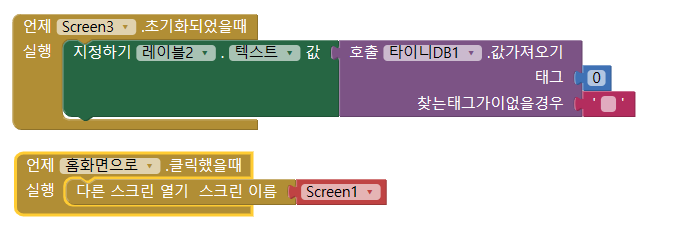 언제 Screen3 .초기화되었을때
실행 지정하기 레이블2 . 텍스트 값 호출 타이니DB1 .값가져오기
태그 0
찾는태그가이없을경우 ' '
언제 홈화면으로 .클릭했을때
실행 다른 스크린 열기 스크린 이름 Screen1